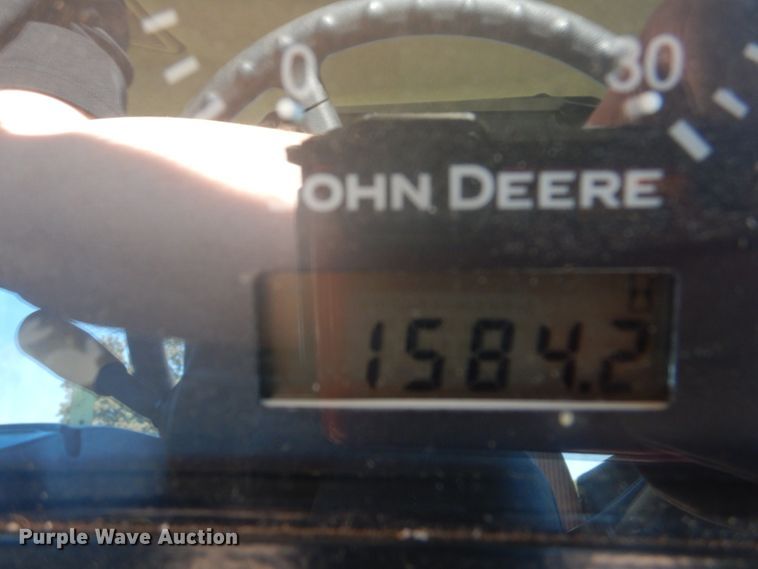 0 30
JOHN DEERE
H
1584.2
Purple Wave Auction